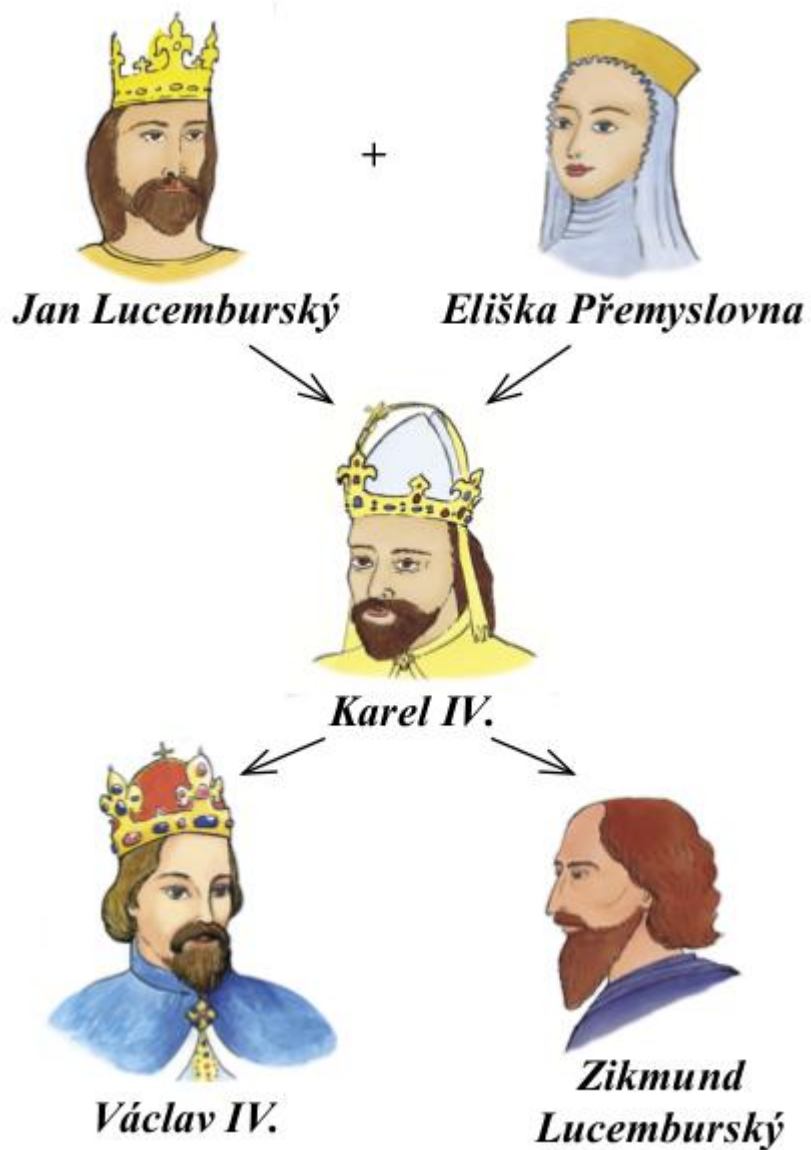 +
Jan Lucemburský
Eliška Přemyslovna
Karel IV.
Václav IV.
Zikmund
Lucemburský